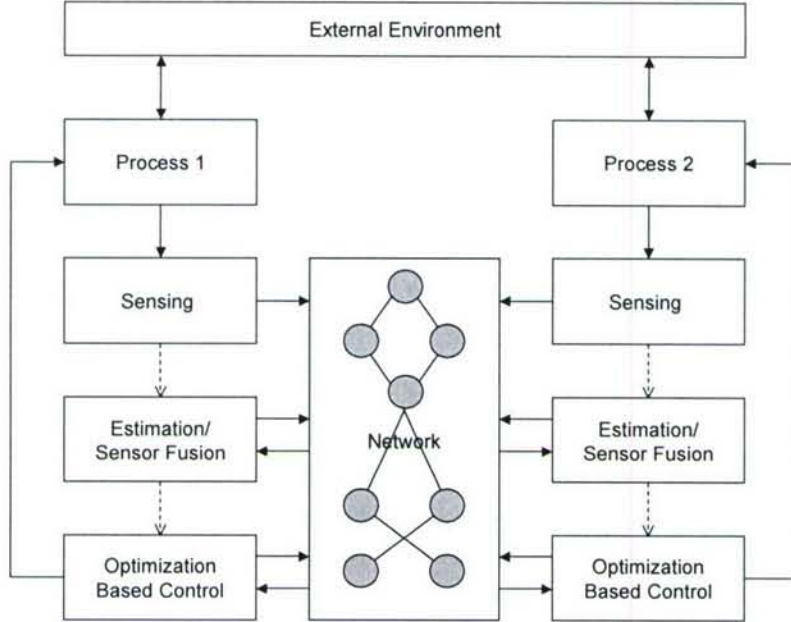 External Environment
Process 1
Process 2
Sensing
Sensing
Estimation/
Sensor Fusion
Network
Estimation/
Sensor Fusion
Optimization
Based Control
Optimization
Based Control